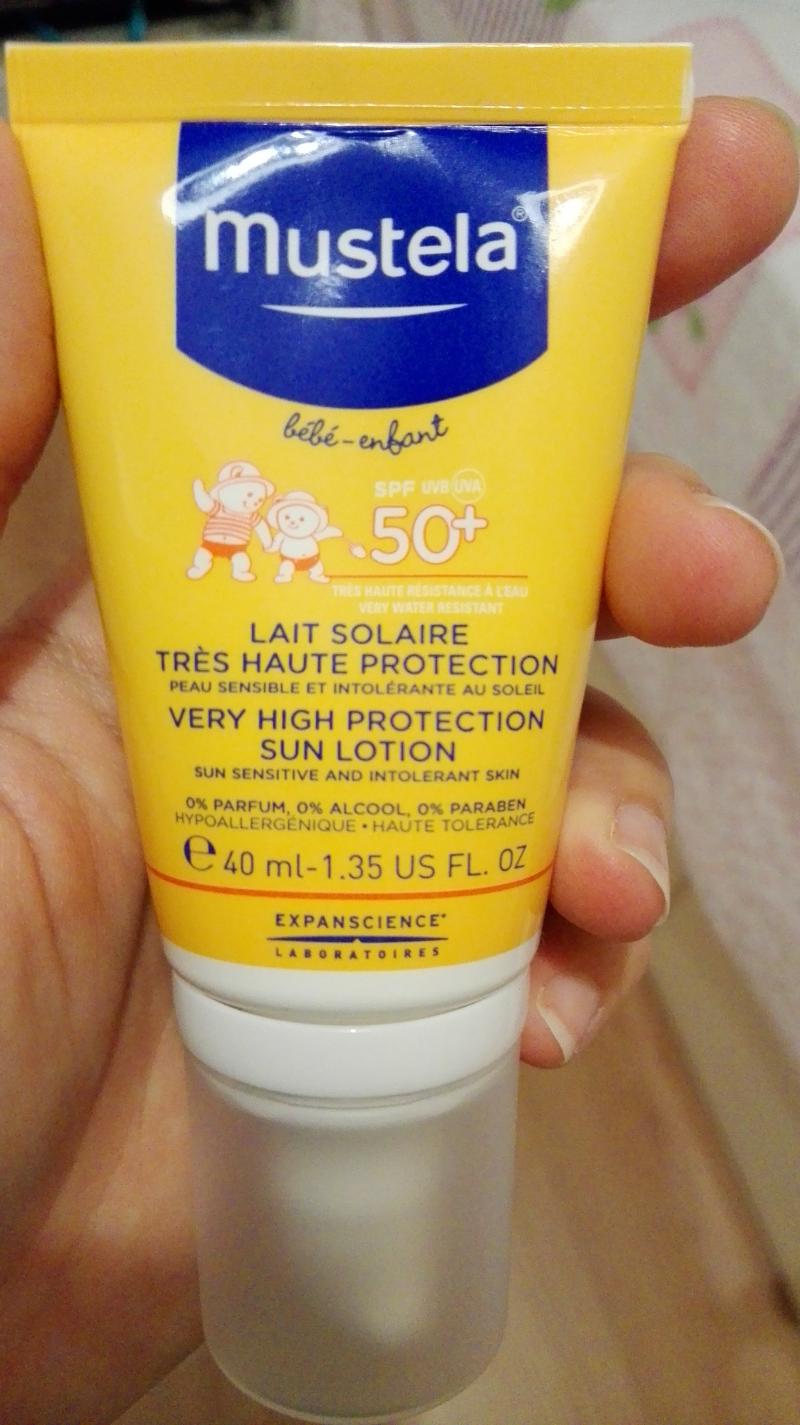 mustela®
bébé-enfant
SPF UVB UVA
50+
TRÈS HAUTE RÉSISTANCE À L'EAU
VERY WATER RESISTANT
LAIT SOLAIRE
TRÈS HAUTE PROTECTION
PEAU SENSIBLE ET INTOLÉRANTE AU SOLEIL
VERY HIGH PROTECTION
SUN LOTION
SUN SENSITIVE AND INTOLERANT SKIN
0% PARFUM, 0% ALCOOL, 0% PARABEN
HYPOALLERGÉNIQUE • HAUTE TOLERANCE
℮ 40 ml-1.35 US FL. OZ
EXPANSCIENCE®
LABORATOIRES